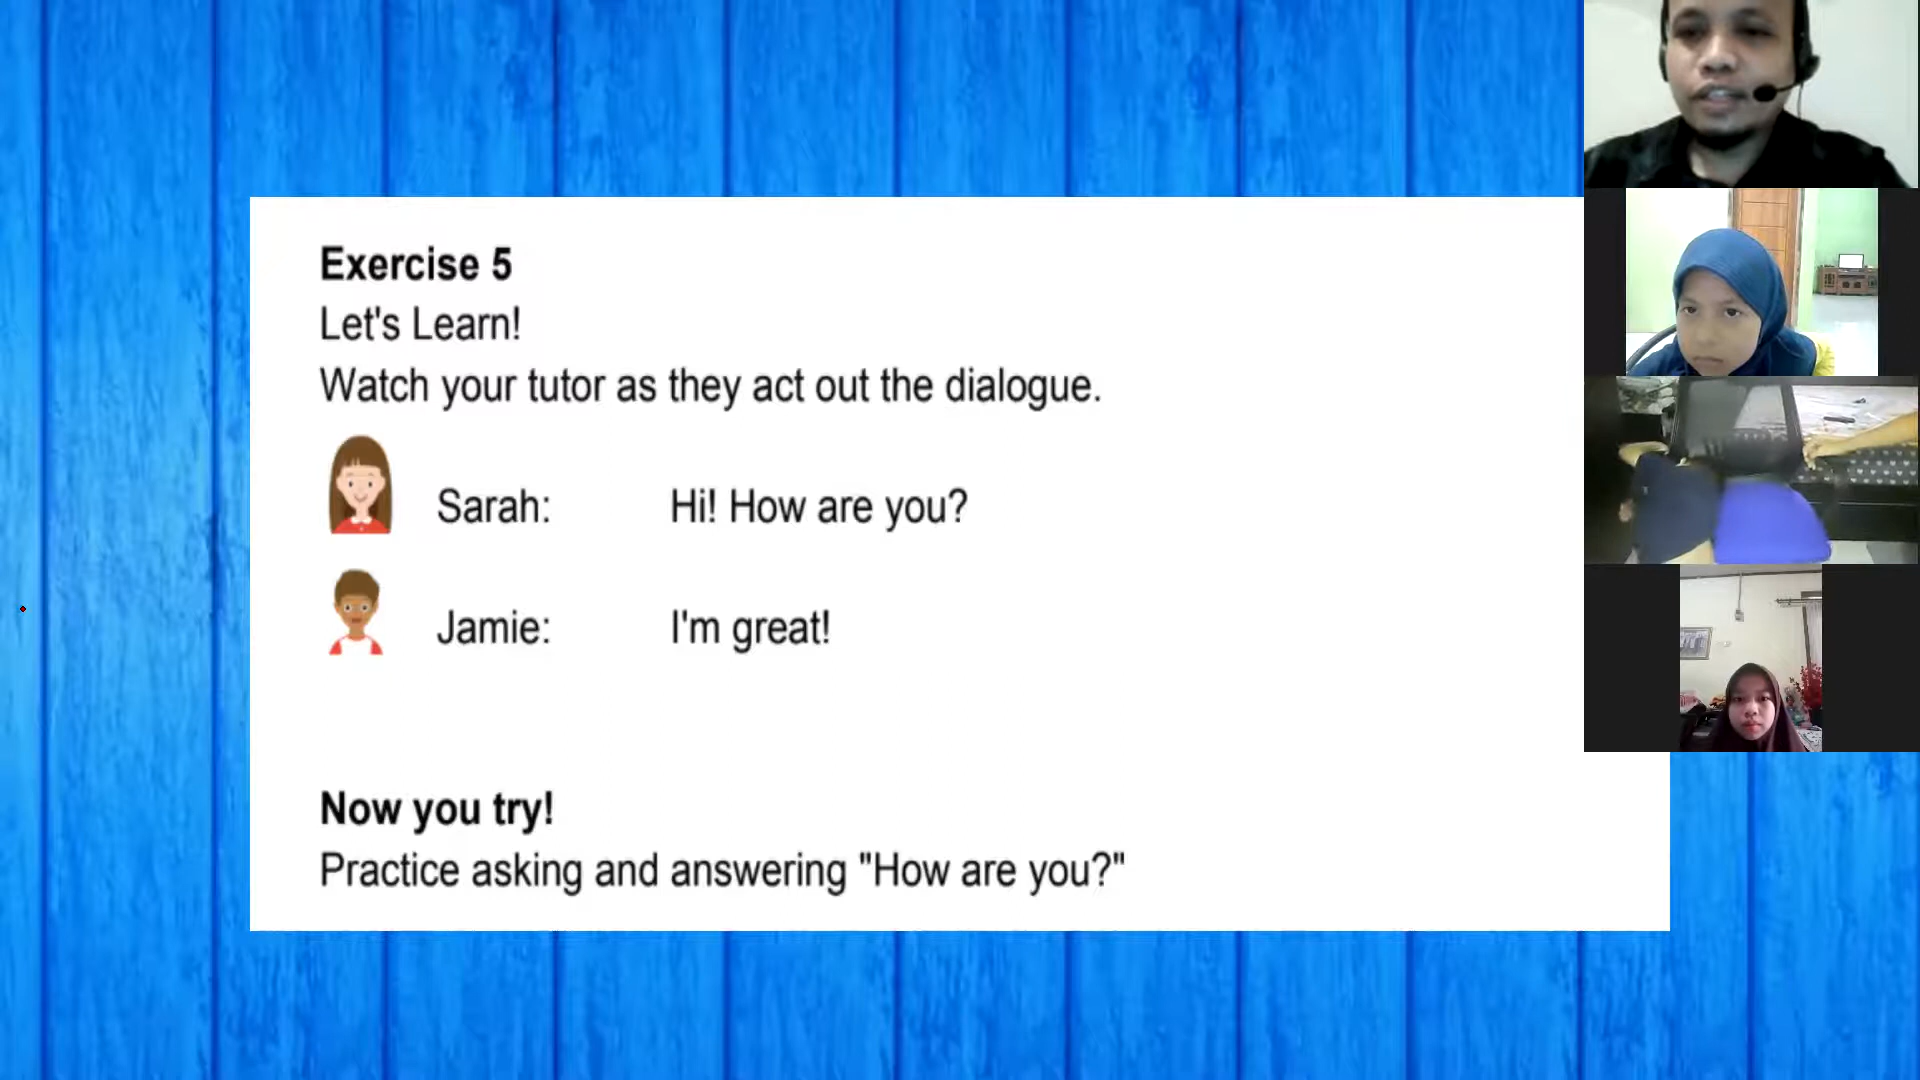 Exercise 5
Let's Learn!
Watch your tutor as they act out the dialogue.
Sarah: Hi! How are you?
Jamie: I'm great!
Now you try!
Practice asking and answering "How are you?"